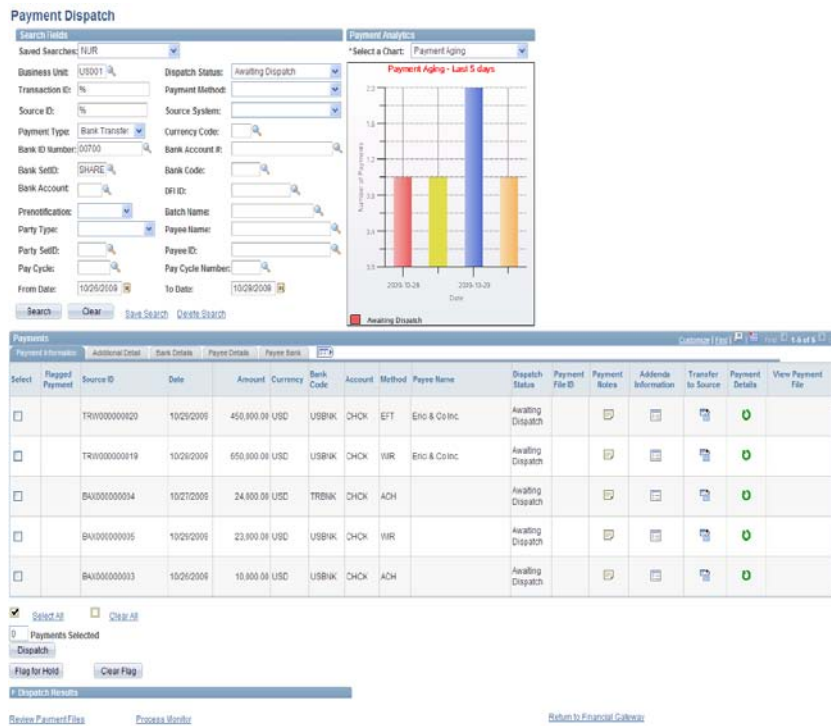 Payment Dispatch
Search Fields
Saved Searches: NUR
Business Unit: US001
Dispatch Status: Awaiting Dispatch
Transaction ID: %
Payment Method:
Source ID: %
Source System:
Payment Type: Bank Transfer
Currency Code:
Bank ID Number: 00700
Bank Account #:
Bank SetID: SHARE
Bank Code:
Bank Account
DFI ID:
Prenotification:
Batch Name:
Party Type:
Payee Name:
Party SetID:
Payee ID:
Pay Cycle:
Pay Cycle Number:
From Date: 10/26/2009
To Date: 10/29/2009
Search Clear Save Search Delete Search
Payment Analytics
*Select a Chart: Payment Aging
Payment Aging - Last 5 days
Number of Payments
2009-10-26 2009-10-28
Date
Awaiting Dispatch
Payments
Customize | Find | 1-5 of 5
Payment Information Additional Detail Bank Details Payee Details Payee Bank
Select Flagged Payment Source ID Date Amount Currency Bank Code Account Method Payee Name Dispatch Status Payment File ID Payment Notes Addenda Information Transfer to Source Payment Details View Payment File
TRW000000020 450,000.00 USD USBNK CHCK EFT Eric & Co Inc. Awaiting Dispatch
TRW000000019 650,000.00 USD USBNK CHCK WIR Eric & Co Inc. Awaiting Dispatch
10/27/2009 24,000.00 USD TRBNK CHCK ACH Awaiting Dispatch
23,000.00 USD USBNK CHCK WIR Awaiting Dispatch
10,000.00 USD USBNK CHCK ACH Awaiting Dispatch
Select All Clear All
0 Payments Selected
Dispatch
Flag for Hold Clear Flag
Dispatch Results
Review Payment Files Process Monitor Return to Financial Gateway